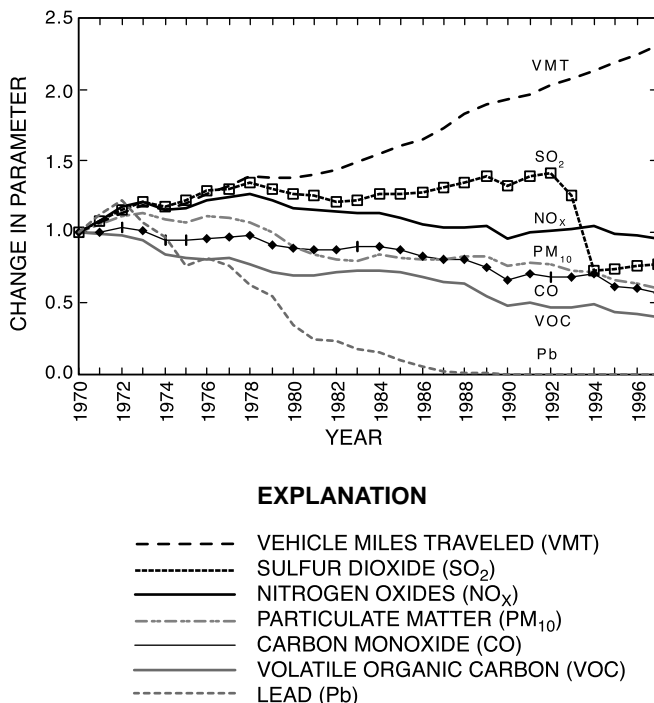 2.5
2.0
1.5
1.0
0.5
0.0
CHANGE IN PARAMETER
VMT
SO₂
NOₓ
PM₁₀
CO
VOC
Pb
1970 1972 1974 1976 1978 1980 1982 1984 1986 1988 1990 1992 1994 1996
YEAR
EXPLANATION
VEHICLE MILES TRAVELED (VMT)
SULFUR DIOXIDE (SO₂)
NITROGEN OXIDES (NOₓ)
PARTICULATE MATTER (PM₁₀)
CARBON MONOXIDE (CO)
VOLATILE ORGANIC CARBON (VOC)
LEAD (Pb)